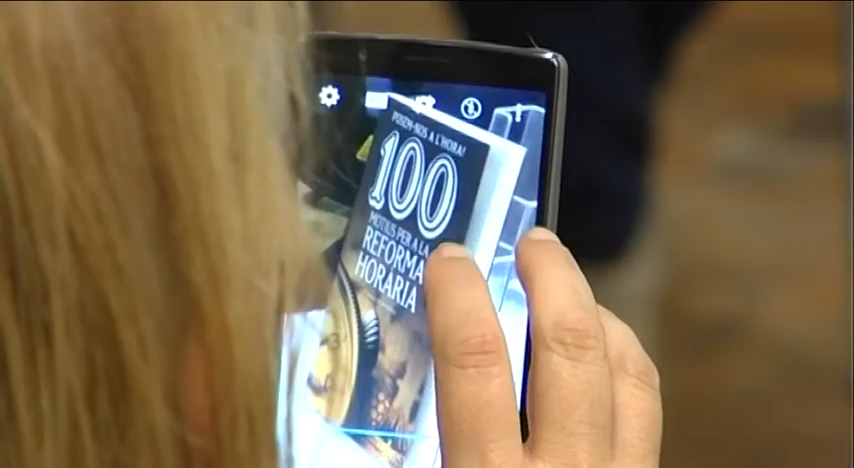 POSEM-NOS A L'HORA!
100
MOTIUS PER A LA
REFORMA
HORÀRIA